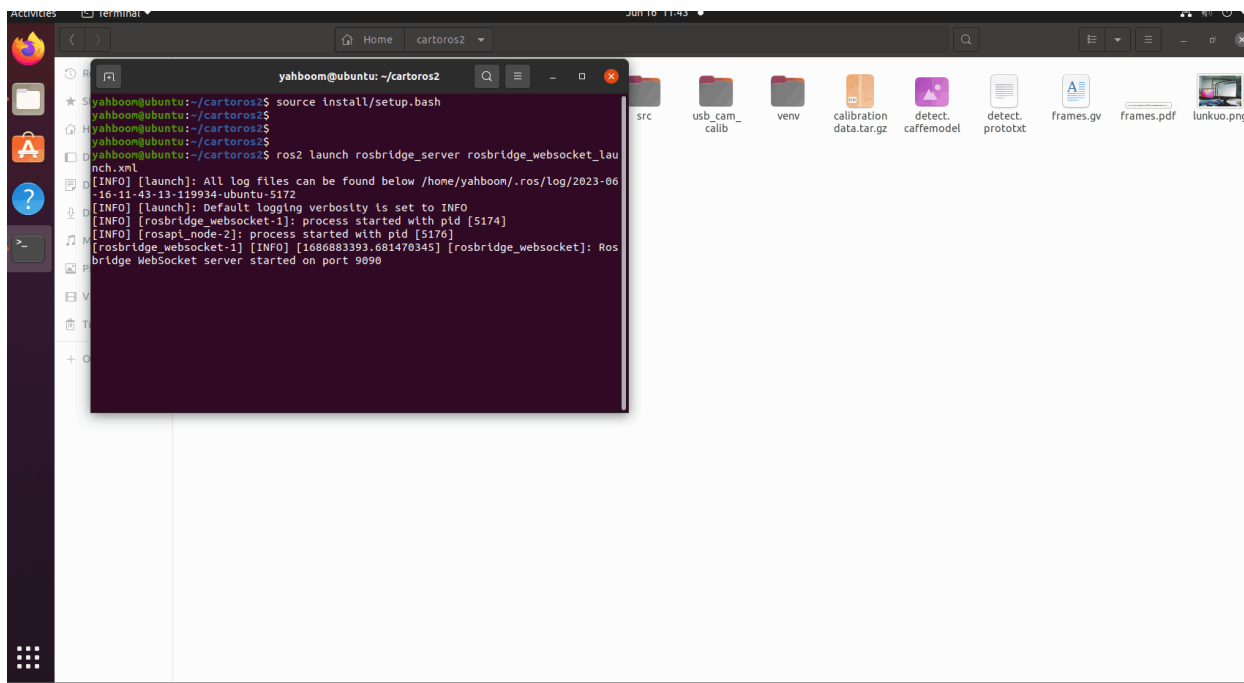 Activities
Terminal
Jun 16 11:43
Home
cartoros2
yahboom@ubuntu: ~/cartoros2
yahboom@ubuntu:~/cartoros2$ source install/setup.bash
yahboom@ubuntu:~/cartoros2$
yahboom@ubuntu:~/cartoros2$
yahboom@ubuntu:~/cartoros2$
yahboom@ubuntu:~/cartoros2$ ros2 launch rosbridge_server rosbridge_websocket_lau
nch.xml
[INFO] [launch]: All log files can be found below /home/yahboom/.ros/log/2023-06
-16-11-43-13-119934-ubuntu-5172
[INFO] [launch]: Default logging verbosity is set to INFO
[INFO] [rosbridge_websocket-1]: process started with pid [5174]
[INFO] [rosapi_node-2]: process started with pid [5176]
[rosbridge_websocket-1] [INFO] [1686883393.681470345] [rosbridge_websocket]: Ros
bridge WebSocket server started on port 9090
src
usb_cam_
calib
venv
calibration
data.tar.gz
detect.
caffemodel
detect.
prototxt
frames.gv
frames.pdf
lunkuo.png